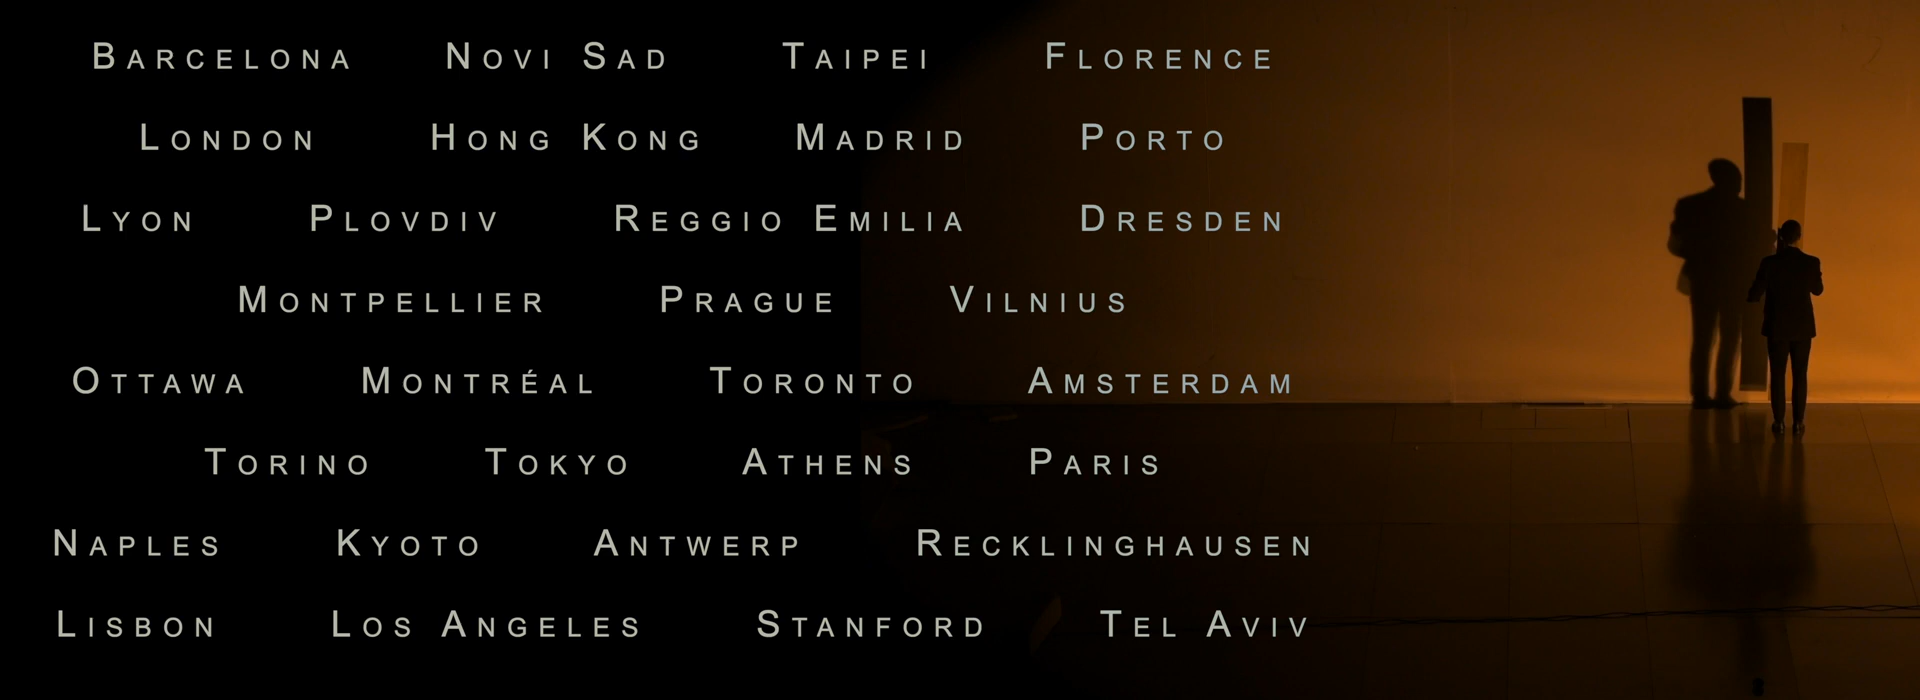 Barcelona Novi Sad Taipei Florence
London Hong Kong Madrid Porto
Lyon Plovdiv Reggio Emilia Dresden
Montpellier Prague Vilnius
Ottawa Montréal Toronto Amsterdam
Torino Tokyo Athens Paris
Naples Kyoto Antwerp Recklinghausen
Lisbon Los Angeles Stanford Tel Aviv